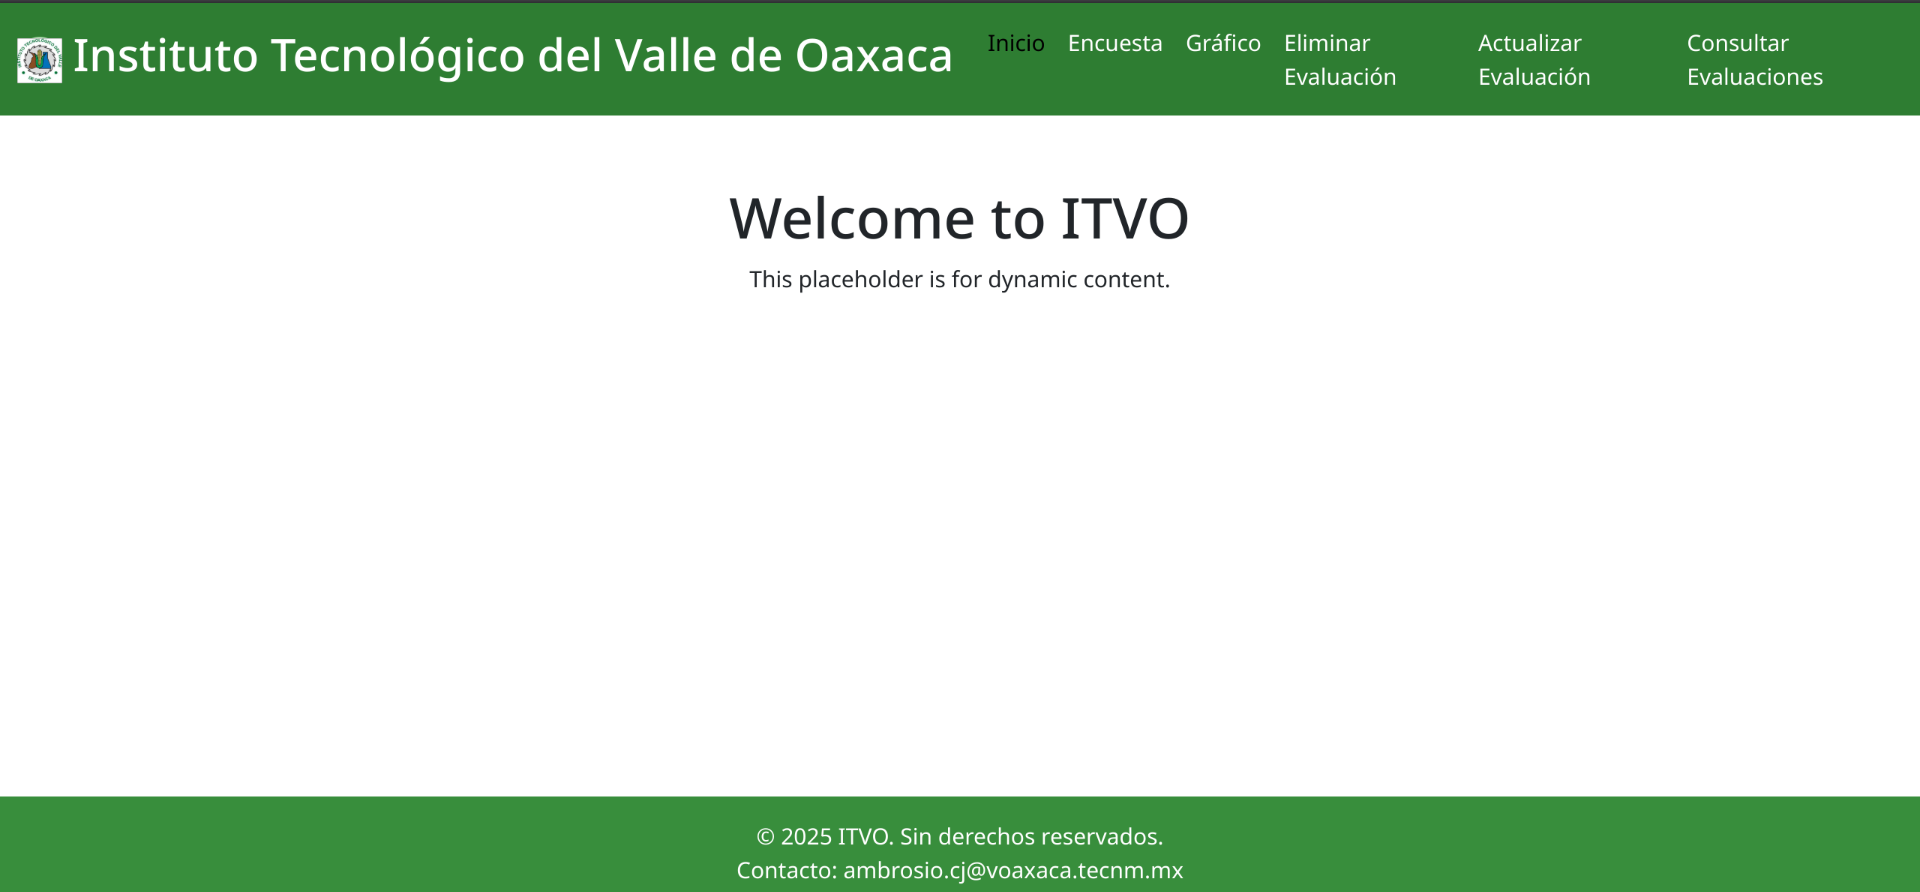 Instituto Tecnológico del Valle de Oaxaca
Inicio Encuesta Gráfico Eliminar Evaluación Actualizar Evaluación Consultar Evaluaciones
Welcome to ITVO
This placeholder is for dynamic content.
© 2025 ITVO. Sin derechos reservados.
Contacto: ambrosio.cj@voaxaca.tecnm.mx